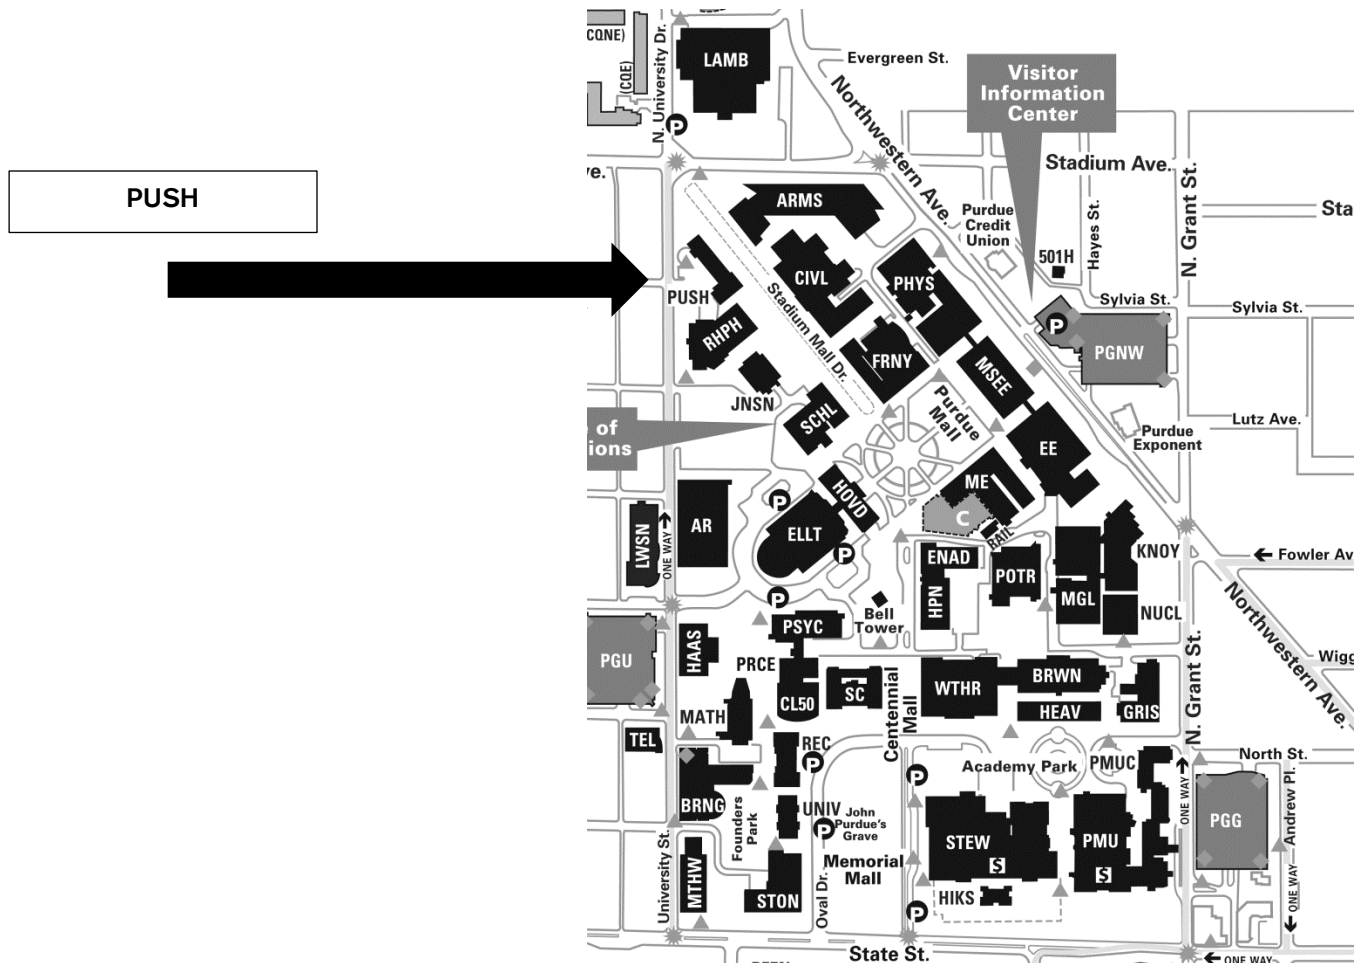 PUSH
(CQNE)
(CQE)
N. University Dr.
LAMB
Evergreen St.
Northwestern Ave.
Visitor
Information
Center
Stadium Ave.
N. Grant St.
Hayes St.
Sta
ve.
P
ARMS
Purdue
Credit
Union
501H
CIVL
PHYS
PUSH
Stadium Mall Dr.
Sylvia St.
Sylvia St.
RHPH
FRNY
P
PGNW
MSEE
JNSN
SCHL
Purdue
Mall
Lutz Ave.
Purdue
Exponent
e of
ions
EE
ME
HOVD
P
C
AR
ELLT
RAIL
LWSN
ONE WAY
P
ENAD
POTR
KNOY
Fowler Av
HPN
MGL
NUCL
Northwestern Ave.
P
Bell
Tower
PSYC
PGU
HAAS
PRCE
CL50
SC
Centennial
Mall
WTHR
BRWN
HEAV
GRIS
N. Grant St.
Wigg
MATH
TEL
REC
P
P
Academy Park
PMUC
North St.
BRNG
Founders
Park
UNIV
John
Purdue's
Grave
P
ONE WAY
Andrew Pl.
PGG
STEW
$
PMU
$
University St.
MTHW
STON
Oval Dr.
Memorial
Mall
HIKS
P
ONE WAY
State St.
ONE WAY